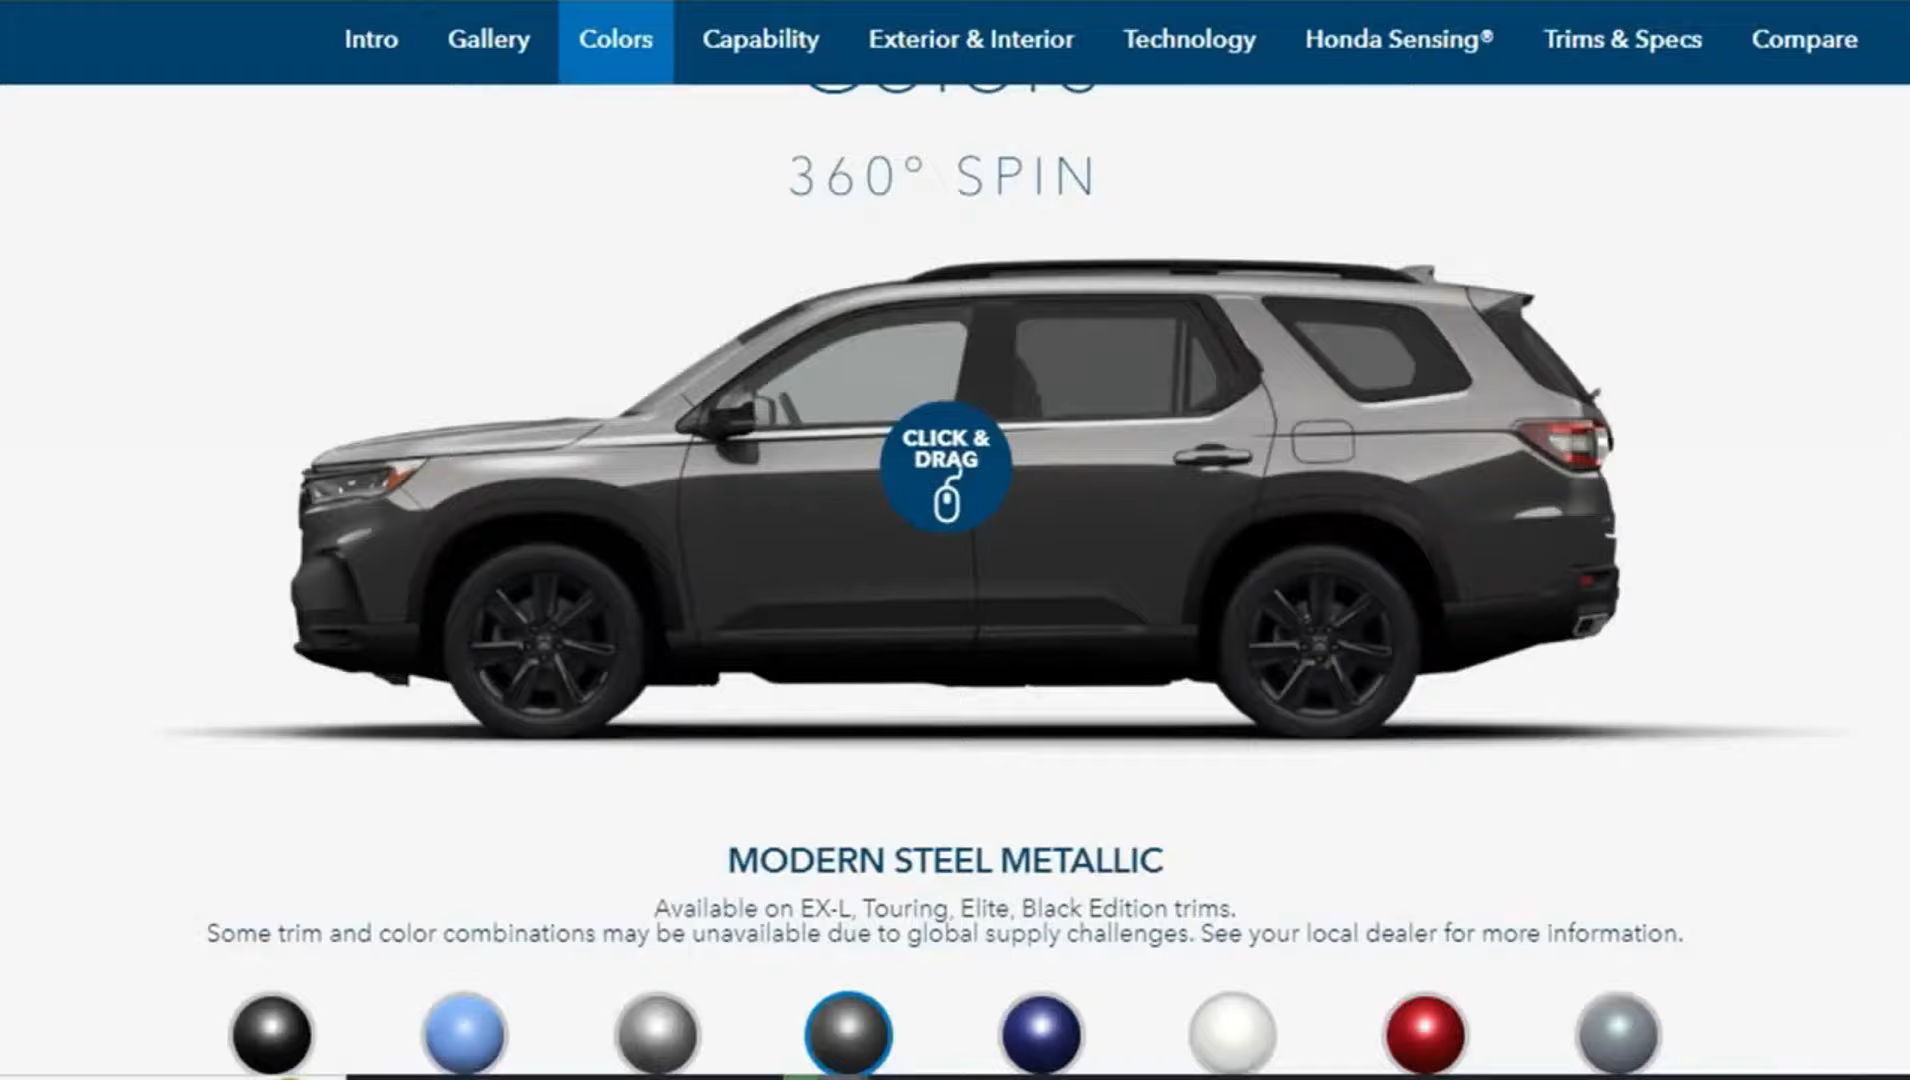 Intro Gallery Colors Capability Exterior & Interior Technology Honda Sensing® Trims & Specs Compare
360° SPIN
CLICK &
DRAG
MODERN STEEL METALLIC
Available on EX-L, Touring, Elite, Black Edition trims.
Some trim and color combinations may be unavailable due to global supply challenges. See your local dealer for more information.